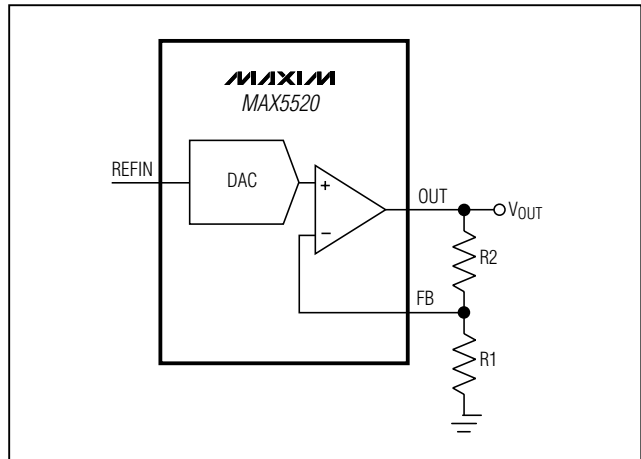 MAXIM
MAX5520
REFIN
DAC
+
−
OUT
VOUT
R2
FB
R1